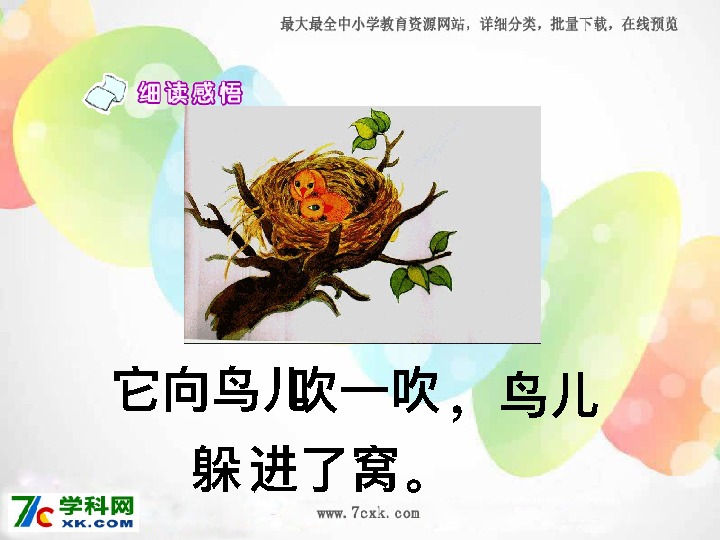 最大最全中小学教育资源网站，详细分类，批量下载，在线预览
细读感悟
它向鸟儿吹一吹，鸟儿
躲进了窝。
7c 学科网
XK.COM
www.7cxk.com